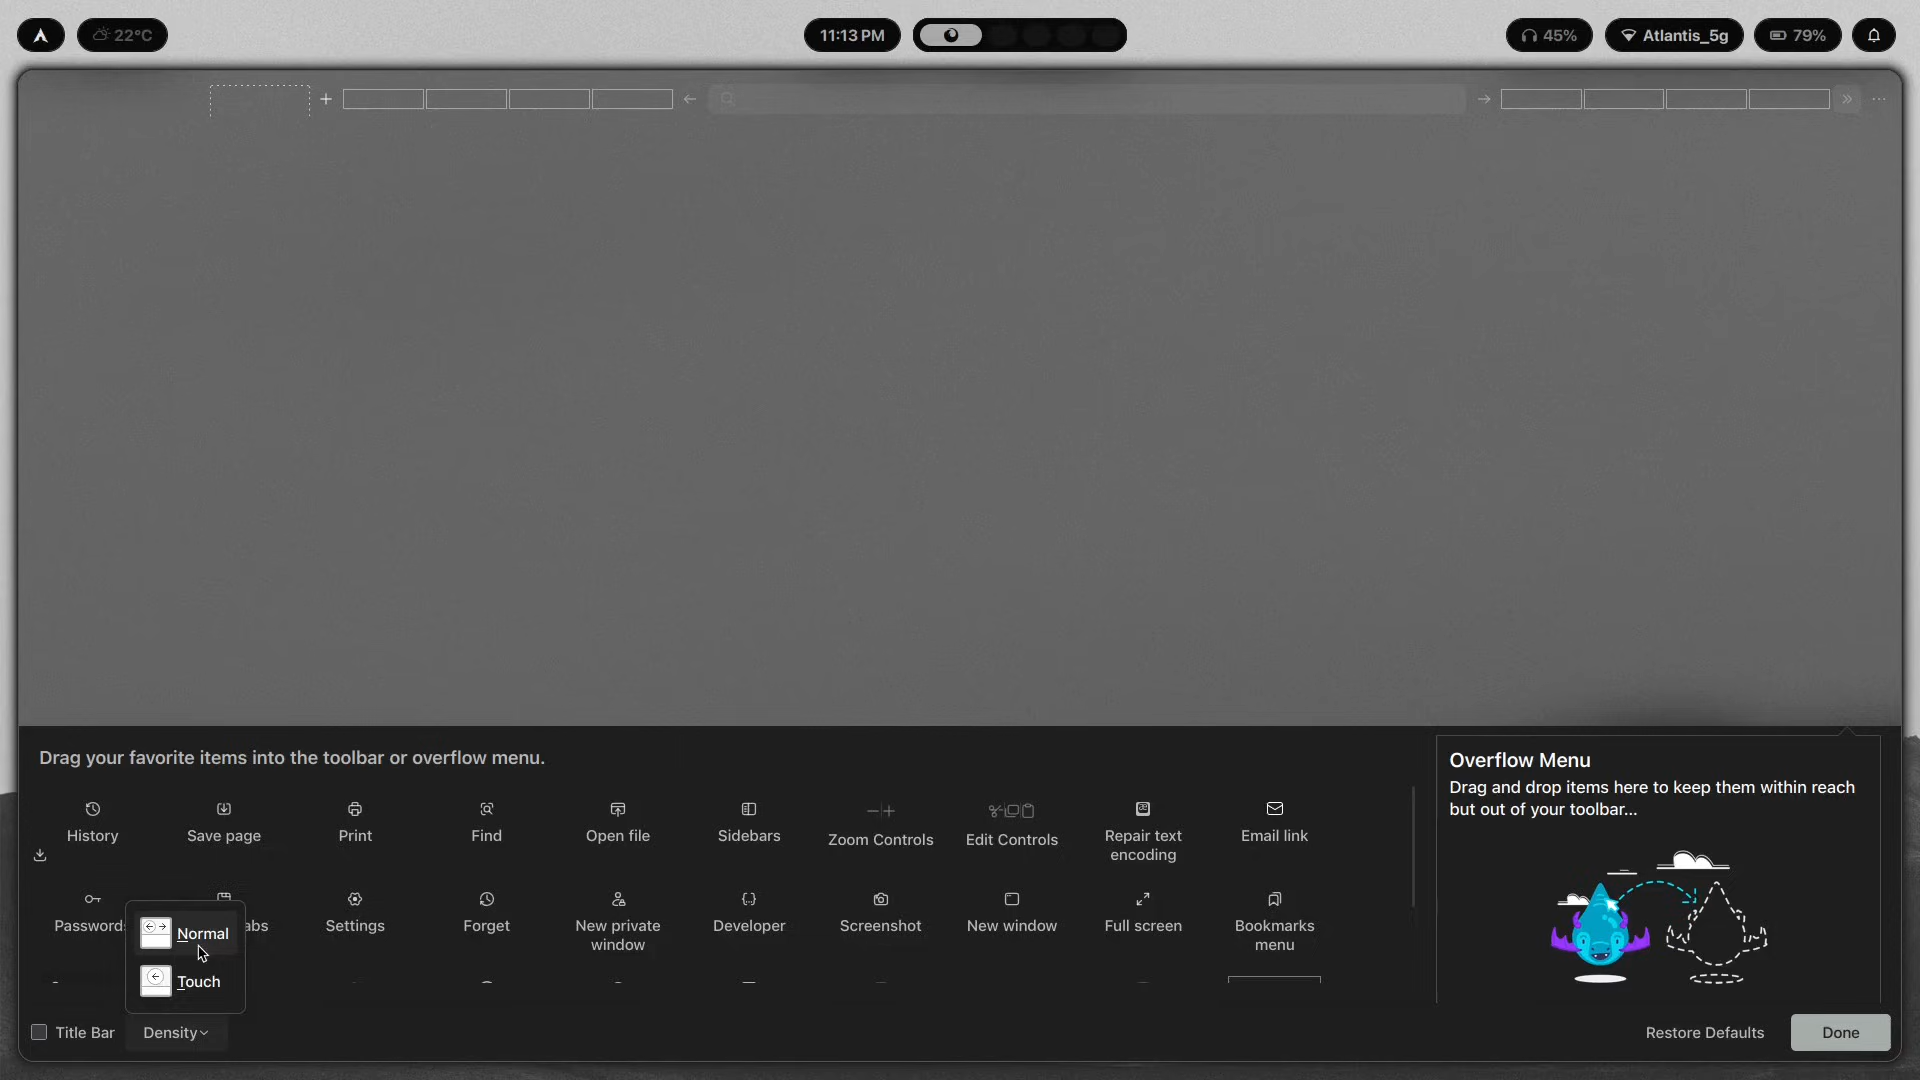 22°C
11:13 PM
45%
Atlantis_5g
79%
Drag your favorite items into the toolbar or overflow menu.
History
Save page
Print
Find
Open file
Sidebars
Zoom Controls
Edit Controls
Repair text
encoding
Email link
Settings
Forget
New private
window
Developer
Screenshot
New window
Full screen
Bookmarks
menu
Normal
Touch
Title Bar
Density
Overflow Menu
Drag and drop items here to keep them within reach
but out of your toolbar...
Restore Defaults
Done